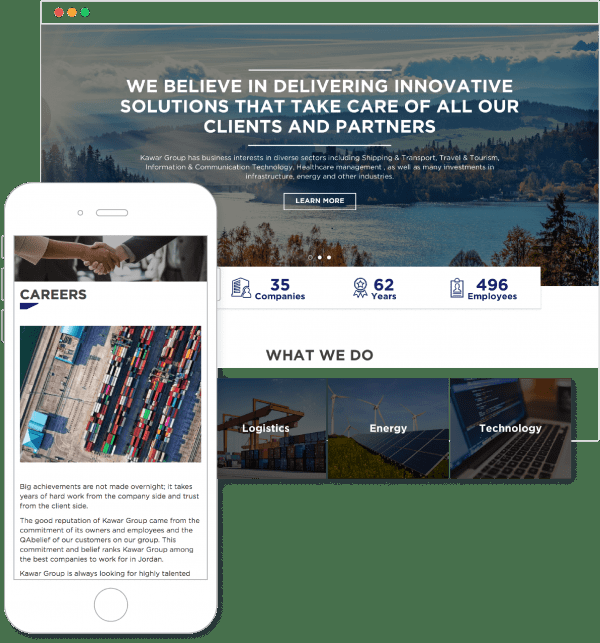 WE BELIEVE IN DELIVERING INNOVATIVE
SOLUTIONS THAT TAKE CARE OF ALL OUR
CLIENTS AND PARTNERS
Kawar Group has business interests in diverse sectors including Shipping & Transport, Travel & Tourism,
Information & Communication Technology, Healthcare management , as well as many investments in
infrastructure, energy and other industries.
LEARN MORE
35
Companies
62
Years
496
Employees
WHAT WE DO
Logistics
Energy
Technology
CAREERS
Big achievements are not made overnight; it takes
years of hard work from the company side and trust
from the client side.
The good reputation of Kawar Group came from the
commitment of its owners and employees and the
QAbelief of our customers on our group. This
commitment and belief ranks Kawar Group among
the best companies to work for in Jordan.
Kawar Group is always looking for highly talented